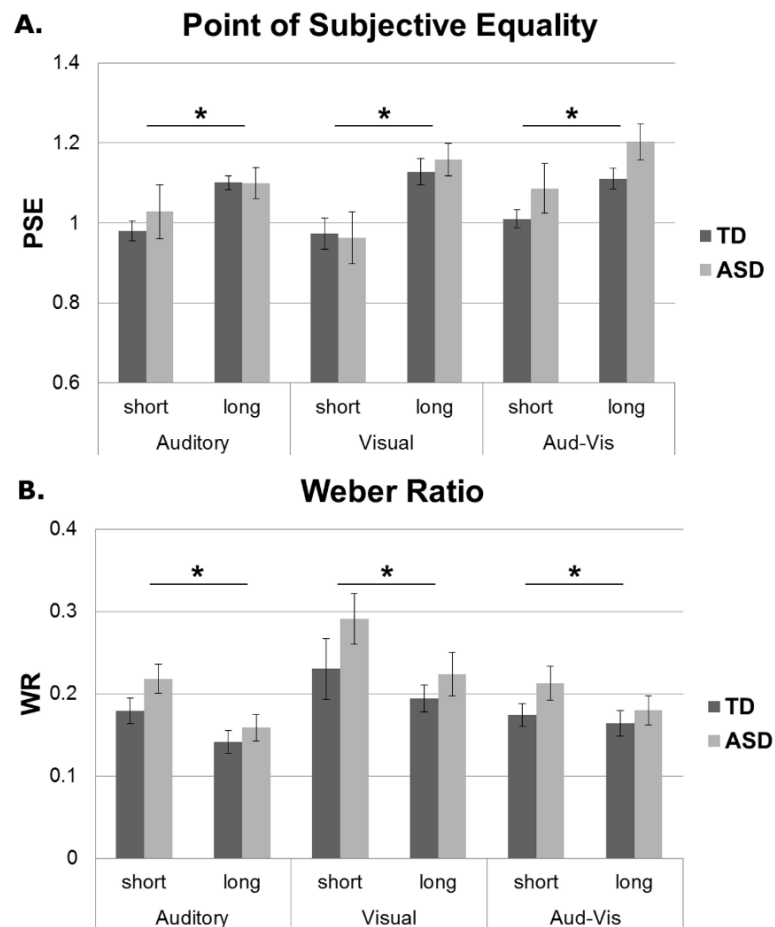 A. Point of Subjective Equality
1.4
1.2
1
0.8
0.6
PSE
* * *
TD
ASD
short long short long short long
Auditory Visual Aud-Vis
B. Weber Ratio
0.4
0.3
0.2
0.1
0
WR
* * *
TD
ASD
short long short long short long
Auditory Visual Aud-Vis